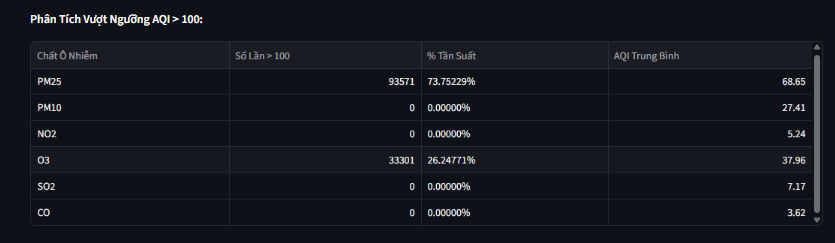 Phân Tích Vượt Ngưỡng AQI > 100:
Chất Ô Nhiễm Số Lần > 100 % Tần Suất AQI Trung Bình
PM25 93571 73.75229% 68.65
PM10 0 0.00000% 27.41
NO2 0 0.00000% 5.24
O3 33301 26.24771% 37.96
SO2 0 0.00000% 7.17
CO 0 0.00000% 3.62